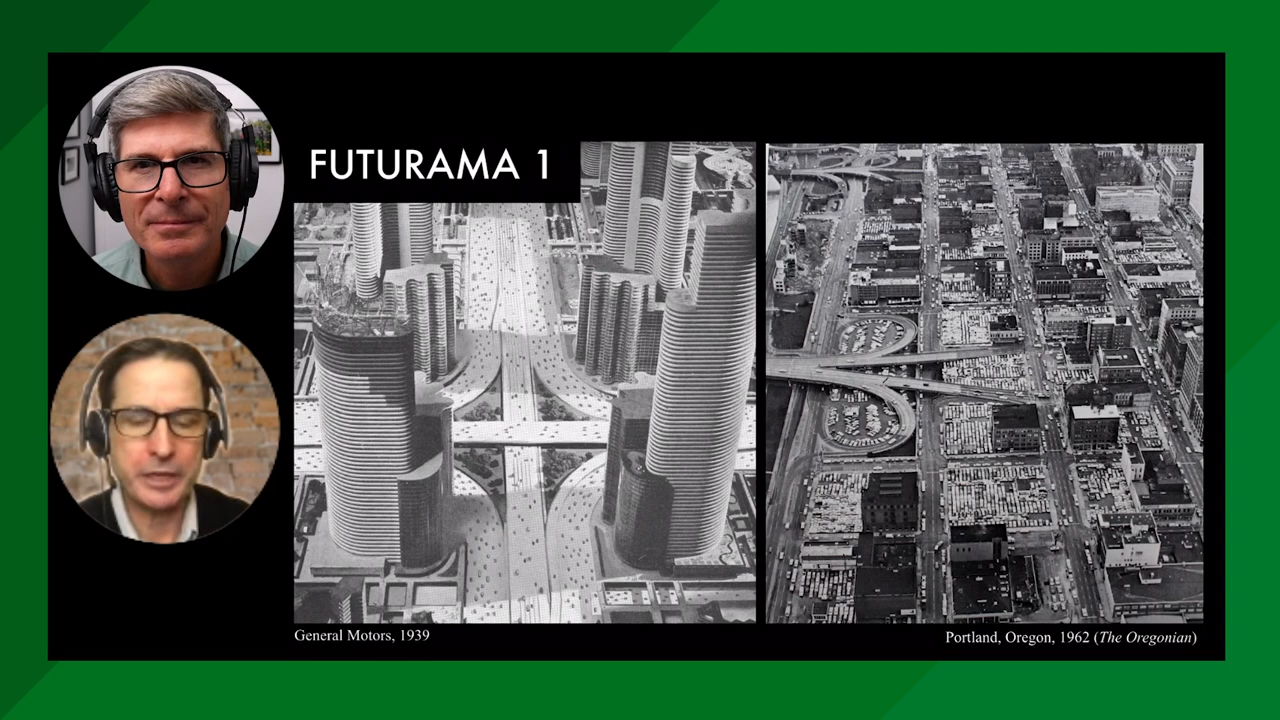 FUTURAMA 1
General Motors, 1939
Portland, Oregon, 1962 (The Oregonian)